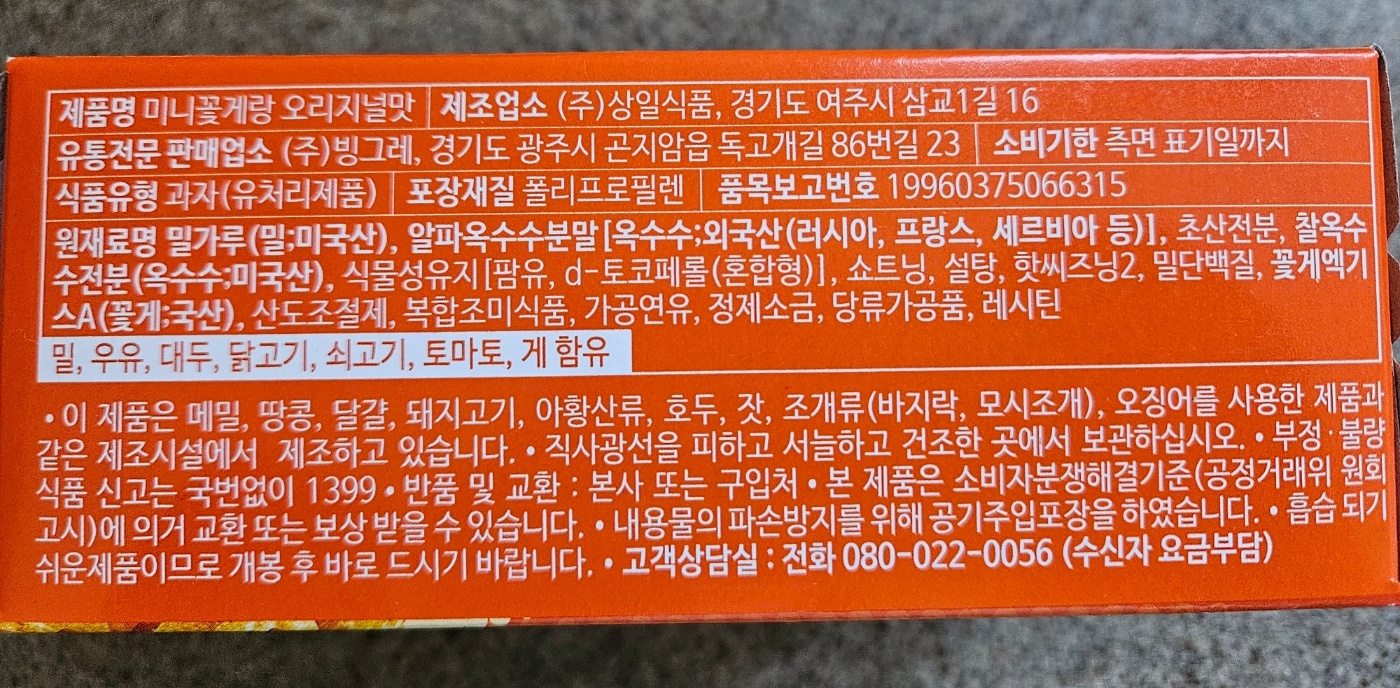 제품명 미니꽃게랑 오리지널맛 제조업소 (주)상일식품, 경기도 여주시 삼교1길 16
유통전문 판매업소 (주)빙그레, 경기도 광주시 곤지암읍 독고개길 86번길 23 소비기한 측면 표기일까지
식품유형 과자(유처리제품) 포장재질 폴리프로필렌 품목보고번호 19960375066315
원재료명 밀가루(밀;미국산), 알파옥수수분말[옥수수;외국산(러시아, 프랑스, 세르비아 등)], 초산전분, 찰옥수
수전분(옥수수;미국산), 식물성유지[팜유, d-토코페롤(혼합형)], 쇼트닝, 설탕, 핫씨즈닝2, 밀단백질, 꽃게엑기
스A(꽃게;국산), 산도조절제, 복합조미식품, 가공연유, 정제소금, 당류가공품, 레시틴
밀, 우유, 대두, 닭고기, 쇠고기, 토마토, 게 함유
• 이 제품은 메밀, 땅콩, 달걀, 돼지고기, 아황산류, 호두, 잣, 조개류(바지락, 모시조개), 오징어를 사용한 제품과
같은 제조시설에서 제조하고 있습니다. • 직사광선을 피하고 서늘하고 건조한 곳에서 보관하십시오. • 부정·불량
식품 신고는 국번없이 1399 • 반품 및 교환 : 본사 또는 구입처 • 본 제품은 소비자분쟁해결기준(공정거래위 원회
고시)에 의거 교환 또는 보상 받을 수 있습니다. • 내용물의 파손방지를 위해 공기주입포장을 하였습니다. • 흡습 되기
쉬운제품이므로 개봉 후 바로 드시기 바랍니다. • 고객상담실 : 전화 080-022-0056 (수신자 요금부담)